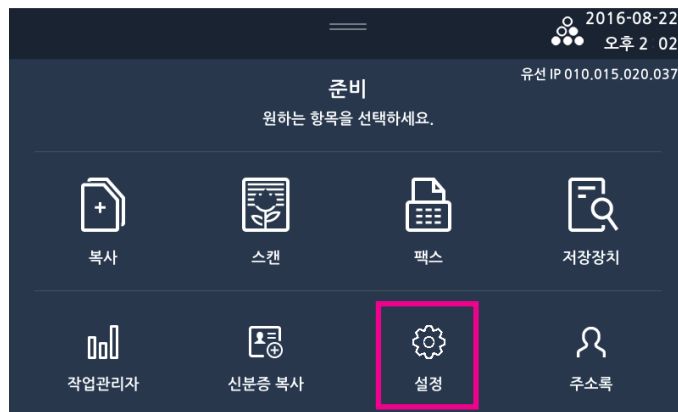 2016-08-22
오후 2 02
유선 IP 010.015.020.037
준비
원하는 항목을 선택하세요.
복사 스캔 팩스 저장장치
작업관리자 신분증 복사 설정 주소록